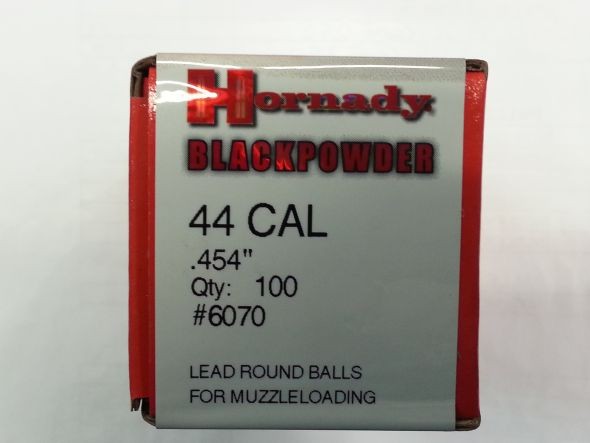 Hornady
BLACKPOWDER
44 CAL
.454"
Qty: 100
#6070
LEAD ROUND BALLS
FOR MUZZLELOADING